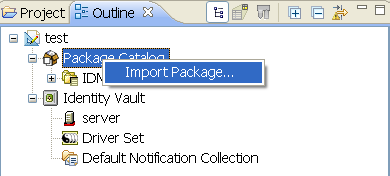 Project Outline
test
Package Catalog
Import Package...
IDM
Identity Vault
server
Driver Set
Default Notification Collection